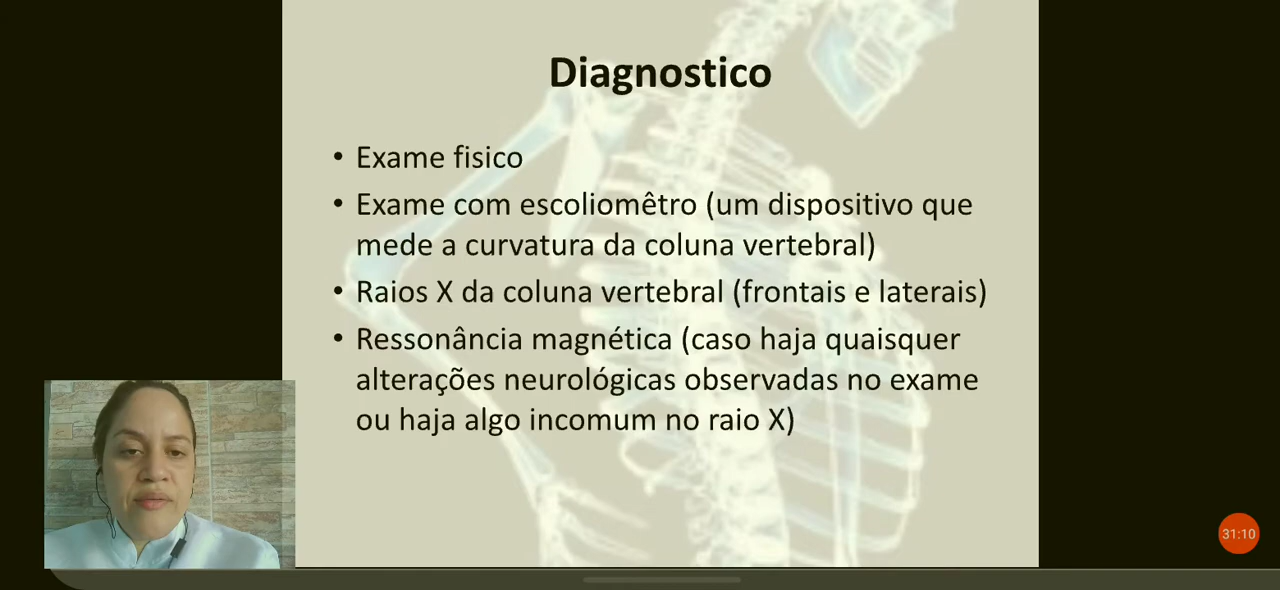 Diagnostico
• Exame fisico
• Exame com escoliomêtro (um dispositivo que
mede a curvatura da coluna vertebral)
• Raios X da coluna vertebral (frontais e laterais)
• Ressonância magnética (caso haja quaisquer
alterações neurológicas observadas no exame
ou haja algo incomum no raio X)
31:10